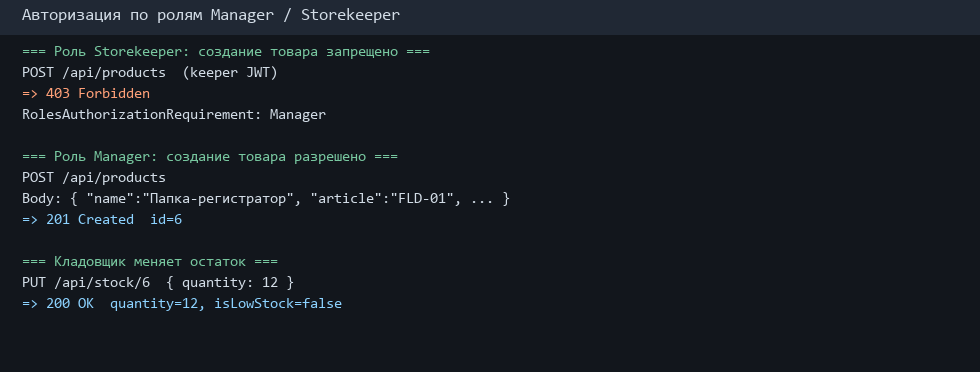 Авторизация по ролям Manager / Storekeeper
=== Роль Storekeeper: создание товара запрещено ===
POST /api/products  (keeper JWT)
=> 403 Forbidden
RolesAuthorizationRequirement: Manager
=== Роль Manager: создание товара разрешено ===
POST /api/products
Body: { "name":"Папка-регистратор", "article":"FLD-01", ... }
=> 201 Created  id=6
=== Кладовщик меняет остаток ===
PUT /api/stock/6  { quantity: 12 }
=> 200 OK  quantity=12, isLowStock=false